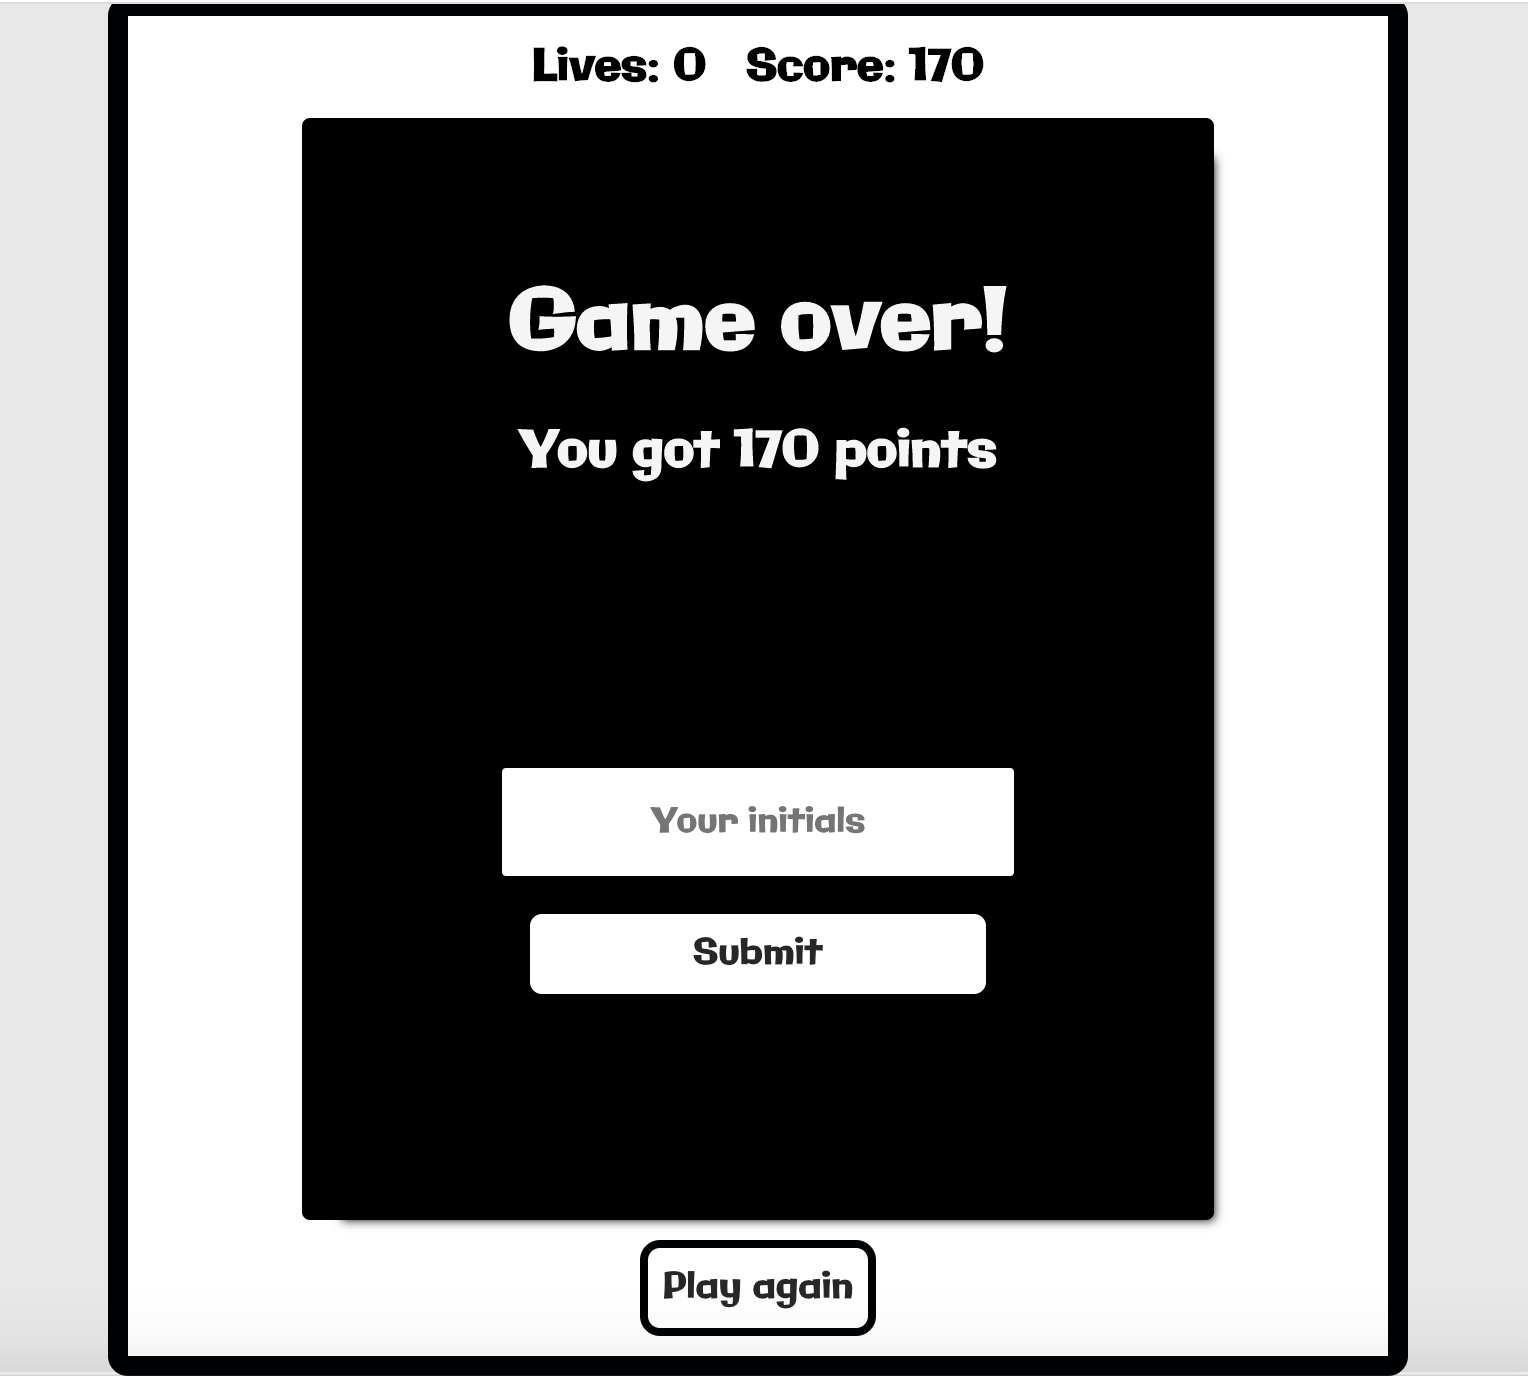 Lives: 0 Score: 170
Game over!
You got 170 points
Your initials
Submit
Play again